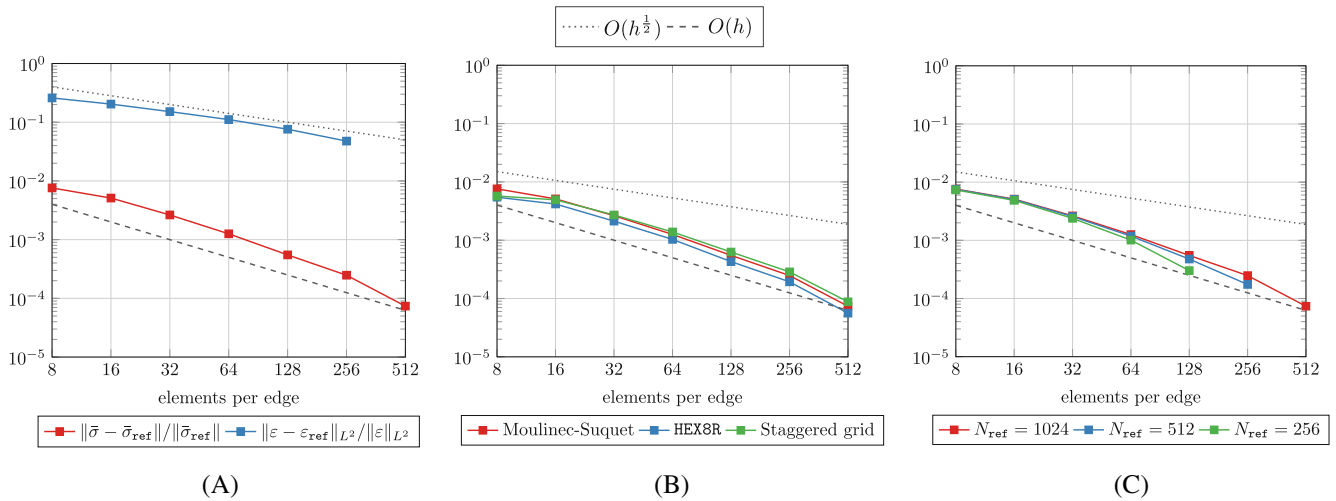 O(h^{1/2}) O(h)
10^0
10^{-1}
10^{-2}
10^{-3}
10^{-4}
10^{-5}
8 16 32 64 128 256 512
elements per edge
‖σ̄ − σ̄_ref‖/‖σ̄_ref‖ ‖ε − ε_ref‖_{L^2}/‖ε‖_{L^2}
(A)
10^0
10^{-1}
10^{-2}
10^{-3}
10^{-4}
10^{-5}
8 16 32 64 128 256 512
elements per edge
Moulinec-Suquet HEX8R Staggered grid
(B)
10^0
10^{-1}
10^{-2}
10^{-3}
10^{-4}
10^{-5}
8 16 32 64 128 256 512
elements per edge
N_ref = 1024 N_ref = 512 N_ref = 256
(C)